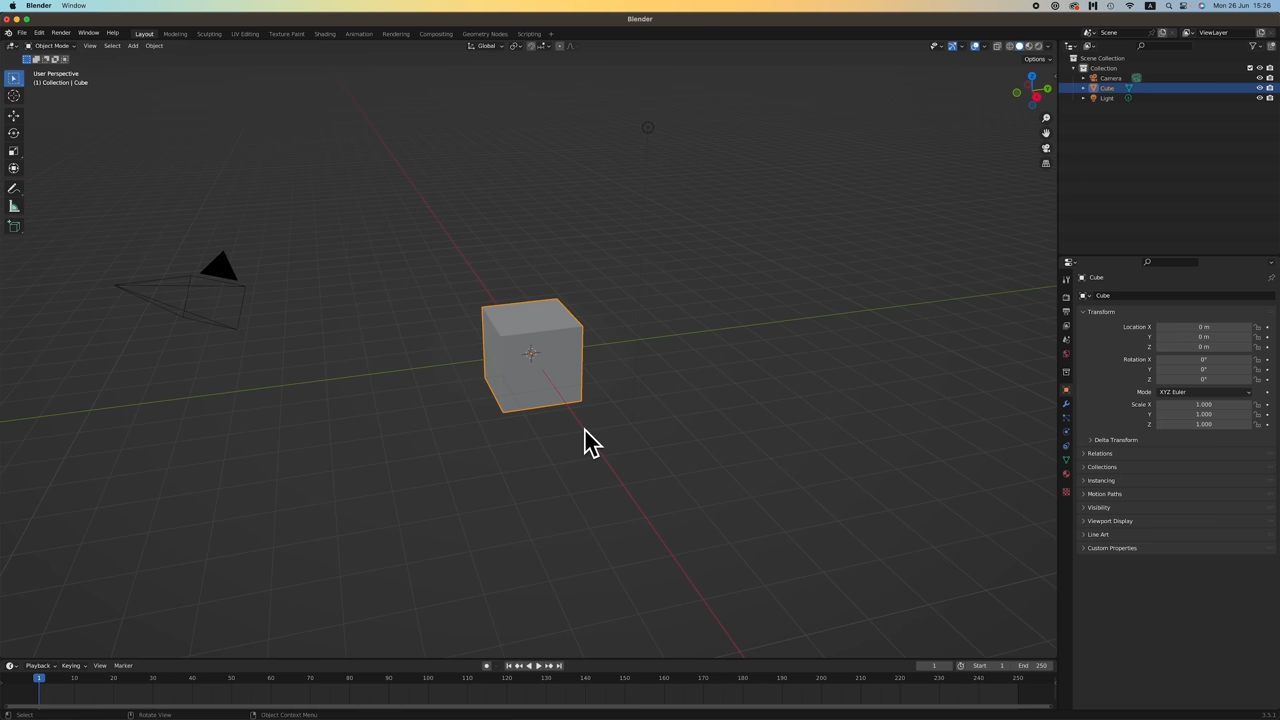 Blender Window Mon 26 Jun 15:26
Blender
File Edit Render Window Help Layout Modeling Sculpting UV Editing Texture Paint Shading Animation Rendering Compositing Geometry Nodes Scripting + Scene ViewLayer
Object Mode View Select Add Object Global
Options
User Perspective
(1) Collection | Cube
Z
Y
X
Scene Collection
Collection
Camera
Cube
Light
Cube
Cube
Transform
Location X 0 m
Y 0 m
Z 0 m
Rotation X 0°
Y 0°
Z 0°
Mode XYZ Euler
Scale X 1.000
Y 1.000
Z 1.000
Delta Transform
Relations
Collections
Instancing
Motion Paths
Visibility
Viewport Display
Line Art
Custom Properties
Playback Keying View Marker 1 Start 1 End 250
1 10 20 30 40 50 60 70 80 90 100 110 120 130 140 150 160 170 180 190 200 210 220 230 240 250
Select Rotate View Object Context Menu 3.5.1